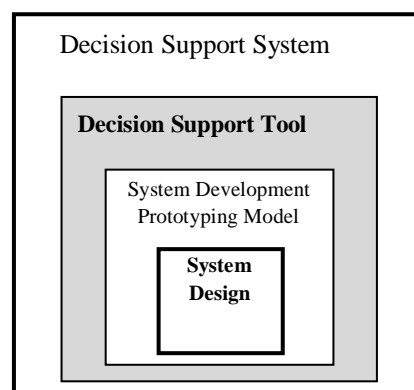 Decision Support System
Decision Support Tool
System Development
Prototyping Model
System
Design